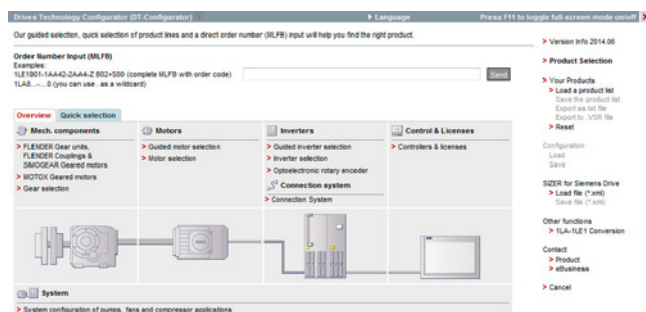 Drives Technology Configurator (DT-Configurator)
Language
Press F11 to toggle full-screen mode on/off
Our guided selection, quick selection of product lines and a direct order number (MLFB) input will help you find the right product.
Order Number Input (MLFB)
Examples:
1LE1001-1AA42-2AA4-Z B02+S00 (complete MLFB with order code)
1LA8...-...0 (you can use . as a wildcard)
Send
Overview
Quick selection
Mech. components
> FLENDER Gear units,
FLENDER Couplings &
SIMOGEAR Geared motors
> MOTOX Geared motors
> Gear selection
Motors
> Guided motor selection
> Motor selection
Inverters
> Guided inverter selection
> Inverter selection
> Optoelectronic rotary encoder
Connection system
> Connection System
Control & Licenses
> Controllers & licenses
System
> System configuration of pumps, fans and compressor applications
> Version Info 2014.06
> Product Selection
> Your Products
> Load a product list
Save the product list
Export as txt file
Export to .VSR file
> Reset
Configuration
Load
Save
SIZER for Siemens Drive
> Load file (*.xml)
Save file (*.xml)
Other functions
> 1LA-1LE1 Conversion
Contact
> Product
> eBusiness
> Cancel